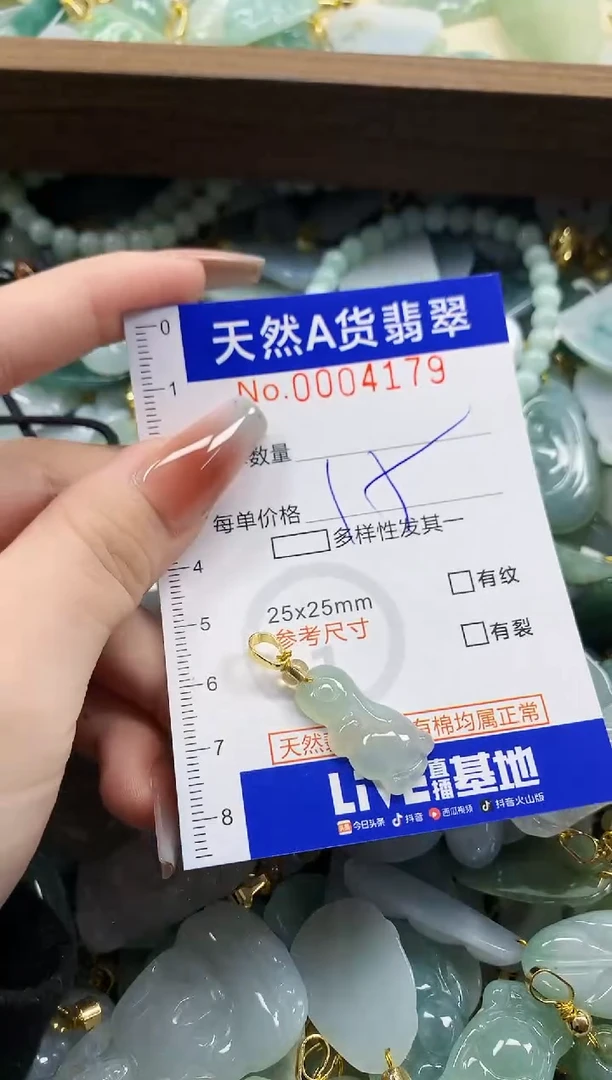 0
天然A货翡翠
1
No.0004179
数量
每单价格
多样性发其一
4
25x25mm
有纹
5
参考尺寸
有裂
6
天然
有棉均属正常
7
LIVE直播基地
今日头条 抖音 西瓜视频 抖音火山版
8